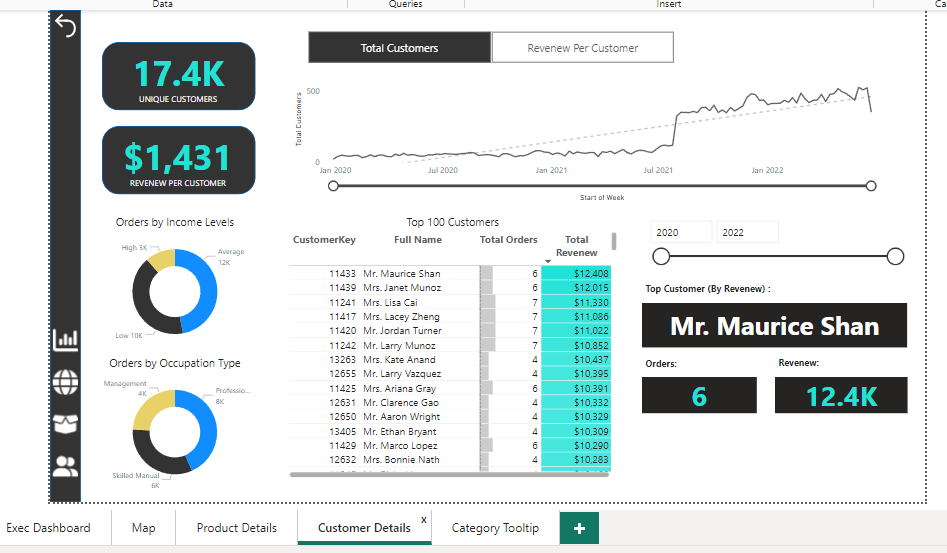 Data
Queries
Insert
Ca
17.4K
UNIQUE CUSTOMERS
$1,431
REVENEW PER CUSTOMER
Total Customers
Revenew Per Customer
Total Customers
500
0
Jan 2020
Jul 2020
Jan 2021
Jul 2021
Jan 2022
Start of Week
Orders by Income Levels
High 3K
Average
12K
Low 10K
Orders by Occupation Type
Management
4K
Professio...
8K
Skilled Manual
6K
Top 100 Customers
CustomerKey Full Name Total Orders Total
Revenew
11433 Mr. Maurice Shan 6 $12,408
11439 Mrs. Janet Munoz 6 $12,015
11241 Mrs. Lisa Cai 7 $11,330
11417 Mrs. Lacey Zheng 7 $11,086
11420 Mr. Jordan Turner 7 $11,022
11242 Mr. Larry Munoz 7 $10,852
13263 Mrs. Kate Anand 4 $10,437
12655 Mr. Larry Vazquez 4 $10,395
11425 Mrs. Ariana Gray 6 $10,391
12631 Mr. Clarence Gao 4 $10,332
12650 Mr. Aaron Wright 4 $10,329
13405 Mr. Ethan Bryant 4 $10,309
11429 Mr. Marco Lopez 6 $10,290
12632 Mrs. Bonnie Nath 4 $10,283
2020
2022
Top Customer (By Revenew) :
Mr. Maurice Shan
Orders:
Revenew:
6
12.4K
Exec Dashboard
Map
Product Details
Customer Details
x
Category Tooltip
+